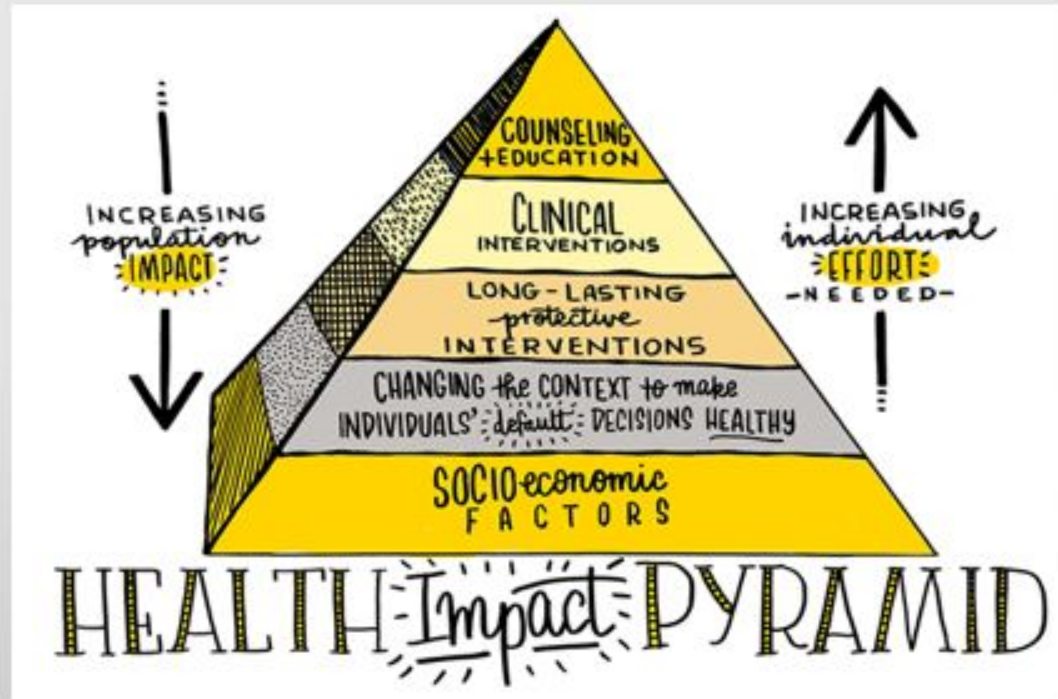 COUNSELING
+EDUCATION
CLINICAL
INTERVENTIONS
INCREASING
population
IMPACT
INCREASING
individual
EFFORT
-NEEDED-
LONG-LASTING
protective
INTERVENTIONS
CHANGING the CONTEXT to make
INDIVIDUALS' default DECISIONS HEALTHY
SOCIOeconomic
FACTORS
HEALTH Impact PYRAMID